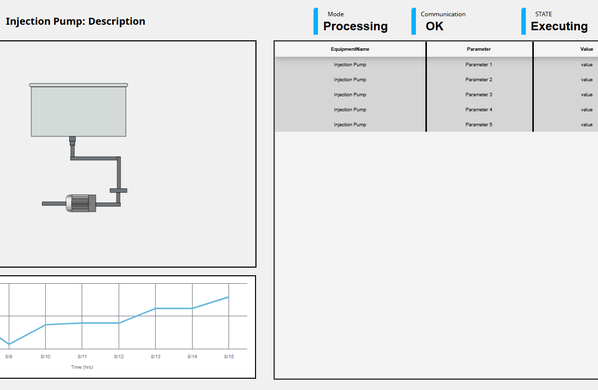 Injection Pump: Description
Mode
Processing
Communication
OK
STATE
Executing
EquipmentName Parameter Value
Injection Pump Parameter 1 value
Injection Pump Parameter 2 value
Injection Pump Parameter 3 value
Injection Pump Parameter 4 value
Injection Pump Parameter 5 value
8/9 8/10 8/11 8/12 8/13 8/14 8/15
Time (hrs)